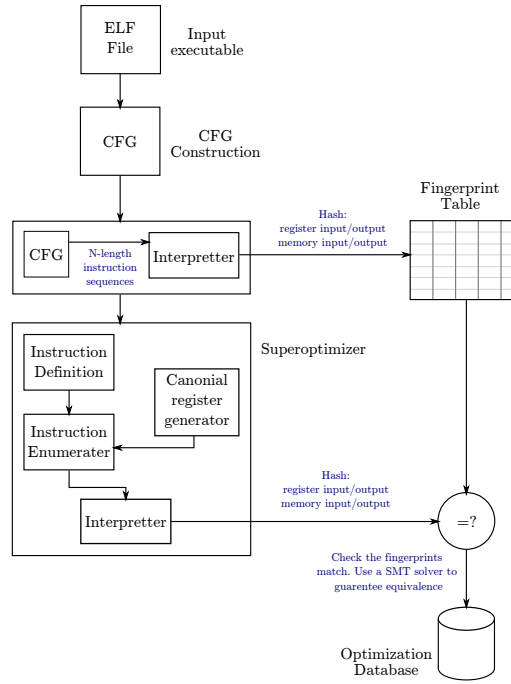 ELF
File
Input
executable
CFG
CFG
Construction
Fingerprint
Table
Hash:
register input/output
memory input/output
CFG
N-length
instruction
sequences
Interpretter
Superoptimizer
Instruction
Definition
Canonial
register
generator
Instruction
Enumerater
Hash:
register input/output
memory input/output
Interpretter
=?
Check the fingerprints
match. Use a SMT solver to
guarentee equivalence
Optimization
Database